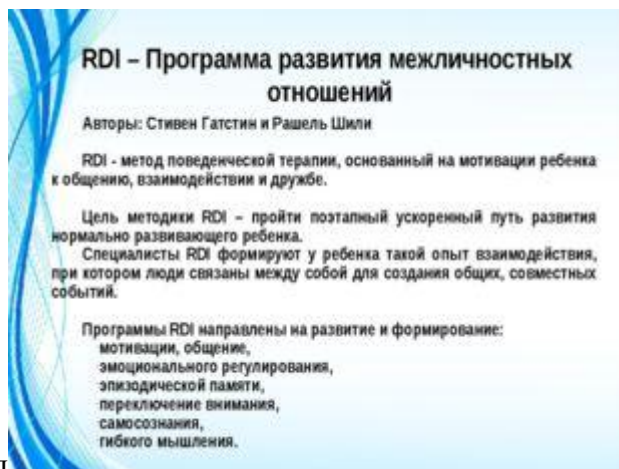 RDI – Программа развития межличностных
отношений
Авторы: Стивен Гатстин и Рашель Шили
RDI - метод поведенческой терапии, основанный на мотивации ребенка
к общению, взаимодействии и дружбе.
Цель методики RDI – пройти поэтапный ускоренный путь развития
нормально развивающего ребенка.
Специалисты RDI формируют у ребенка такой опыт взаимодействия,
при котором люди связаны между собой для создания общих, совместных
событий.
Программы RDI направлены на развитие и формирование:
мотивации, общение,
эмоционального регулирования,
эпизодической памяти,
переключение внимания,
самосознания,
гибкого мышления.